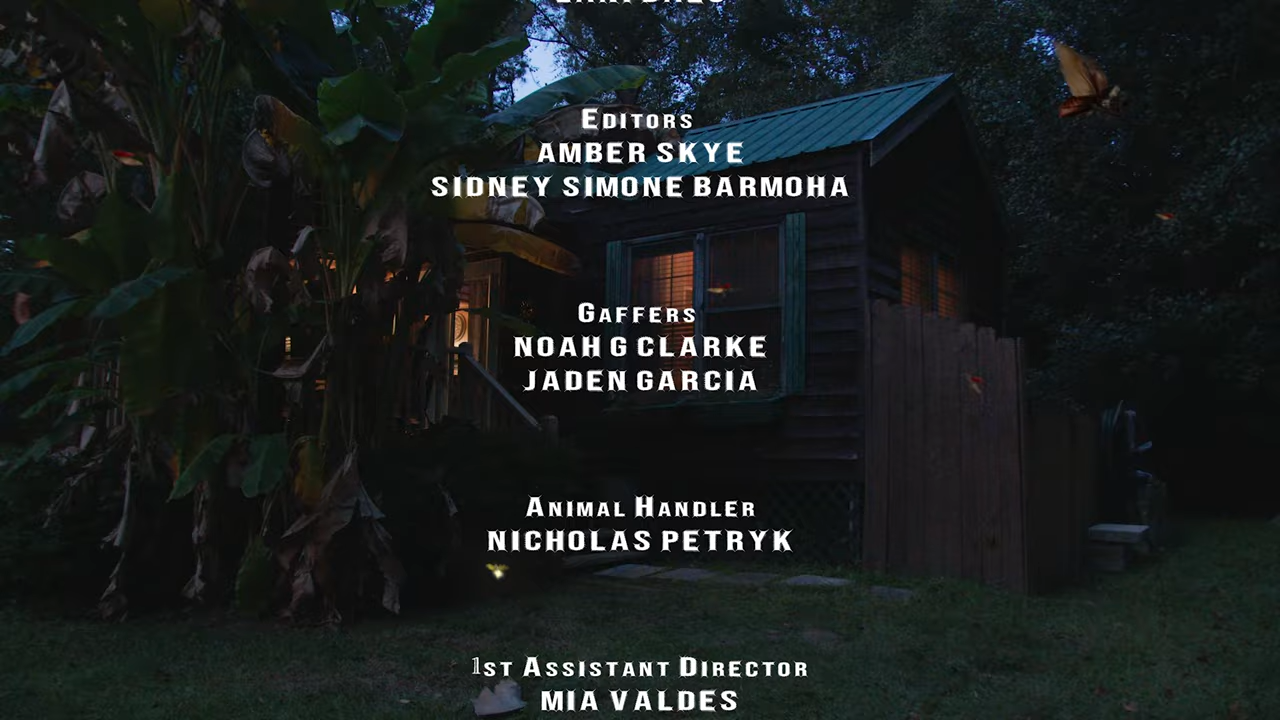 Editors
AMBER SKYE
SIDNEY SIMONE BARMOHA
Gaffers
NOAH G CLARKE
JADEN GARCIA
Animal Handler
NICHOLAS PETRYK
1st Assistant Director
MIA VALDES